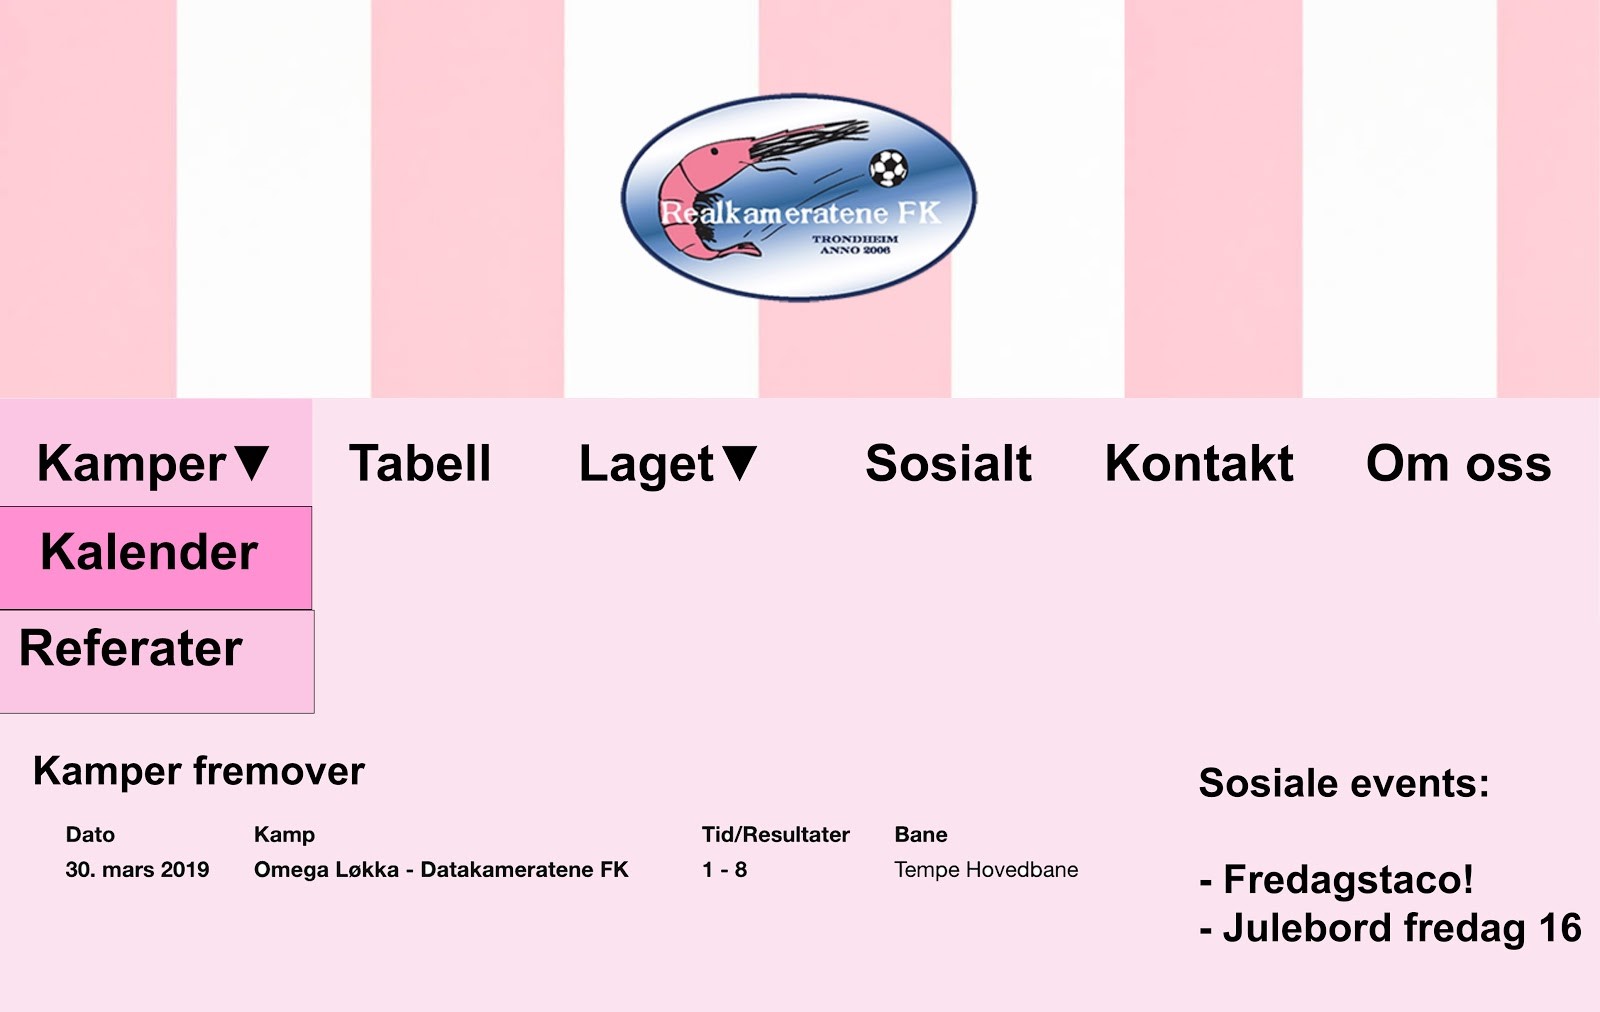 Realkameratene FK
TRONDHEIM
ANNO 2006
Kamper▼ Tabell Laget▼ Sosialt Kontakt Om oss
Kalender
Referater
Kamper fremover
Dato Kamp Tid/Resultater Bane
30. mars 2019 Omega Løkka - Datakameratene FK 1 - 8 Tempe Hovedbane
Sosiale events:
- Fredagstaco!
- Julebord fredag 16